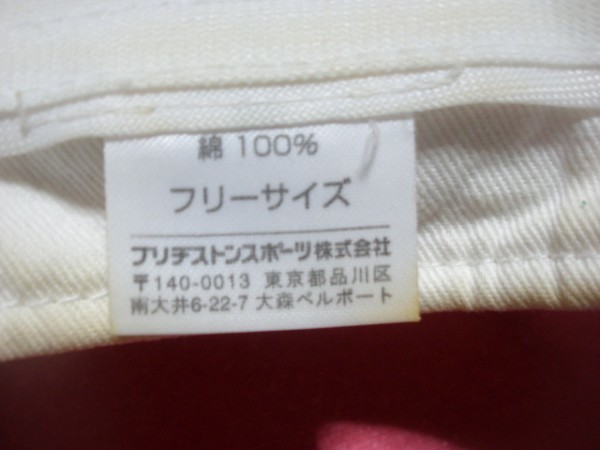 綿 100%
フリーサイズ
ブリヂストンスポーツ株式会社
〒140-0013 東京都品川区
南大井6-22-7 大森ベルポート